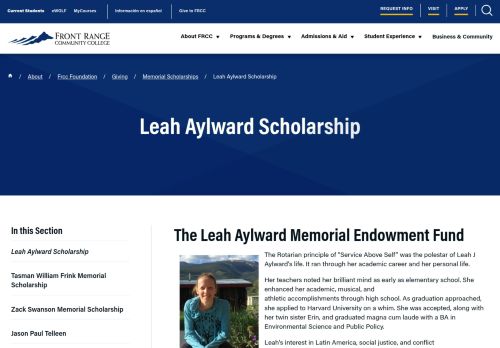 Current Students eWOLF MyCourses Información en español Give to FRCC REQUEST INFO VISIT APPLY
FRONT RANGE
COMMUNITY COLLEGE
About FRCC Programs & Degrees Admissions & Aid Student Experience Business & Community
/ About / Frcc Foundation / Giving / Memorial Scholarships / Leah Aylward Scholarship
Leah Aylward Scholarship
In this Section
Leah Aylward Scholarship
Tasman William Frink Memorial
Scholarship
Zack Swanson Memorial Scholarship
Jason Paul Telleen
The Leah Aylward Memorial Endowment Fund
The Rotarian principle of "Service Above Self" was the polestar of Leah J
Aylward's life. It ran through her academic career and her personal life.
Her teachers noted her brilliant mind as early as elementary school. She
enhanced her academic, musical, and
athletic accomplishments through high school. As graduation approached,
she applied to Harvard University on a whim. She was accepted, along with
her twin sister Erin, and graduated magna cum laude with a BA in
Environmental Science and Public Policy.
Leah's interest in Latin America, social justice, and conflict